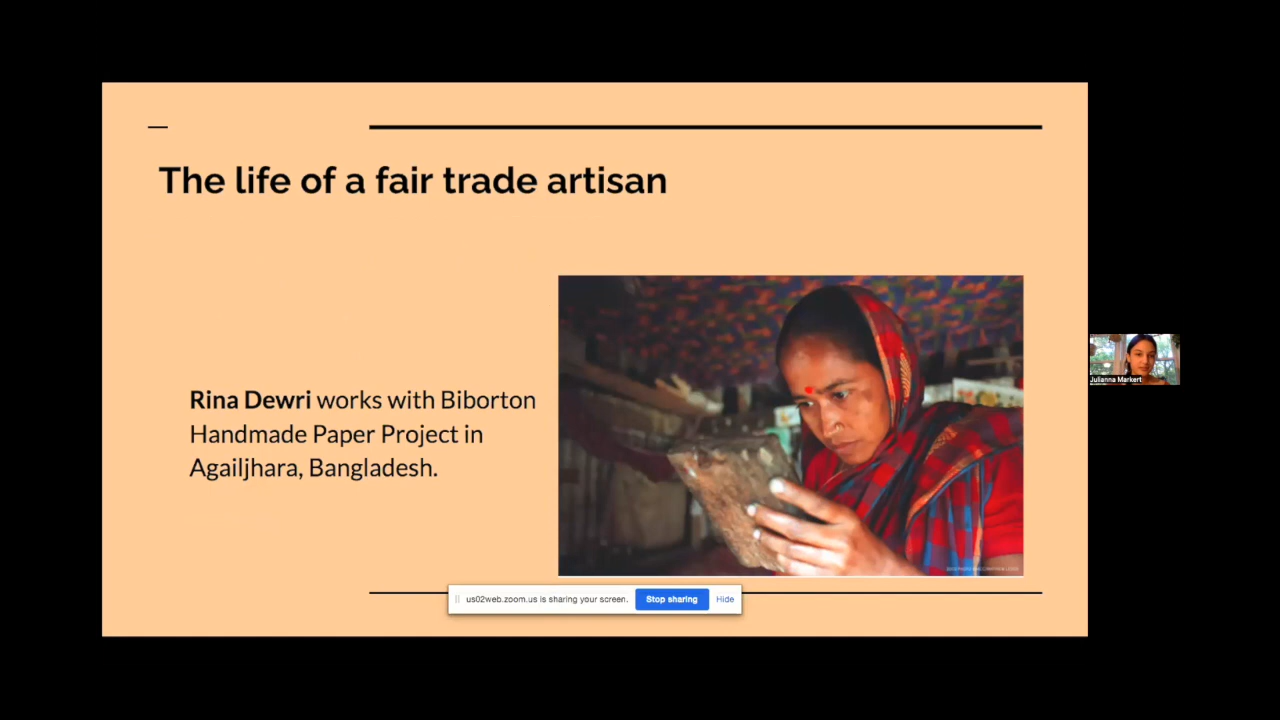 The life of a fair trade artisan
Rina Dewri works with Biborton
Handmade Paper Project in
Agailjhara, Bangladesh.
us02web.zoom.us is sharing your screen.
Stop sharing
Hide
Julianna Markert